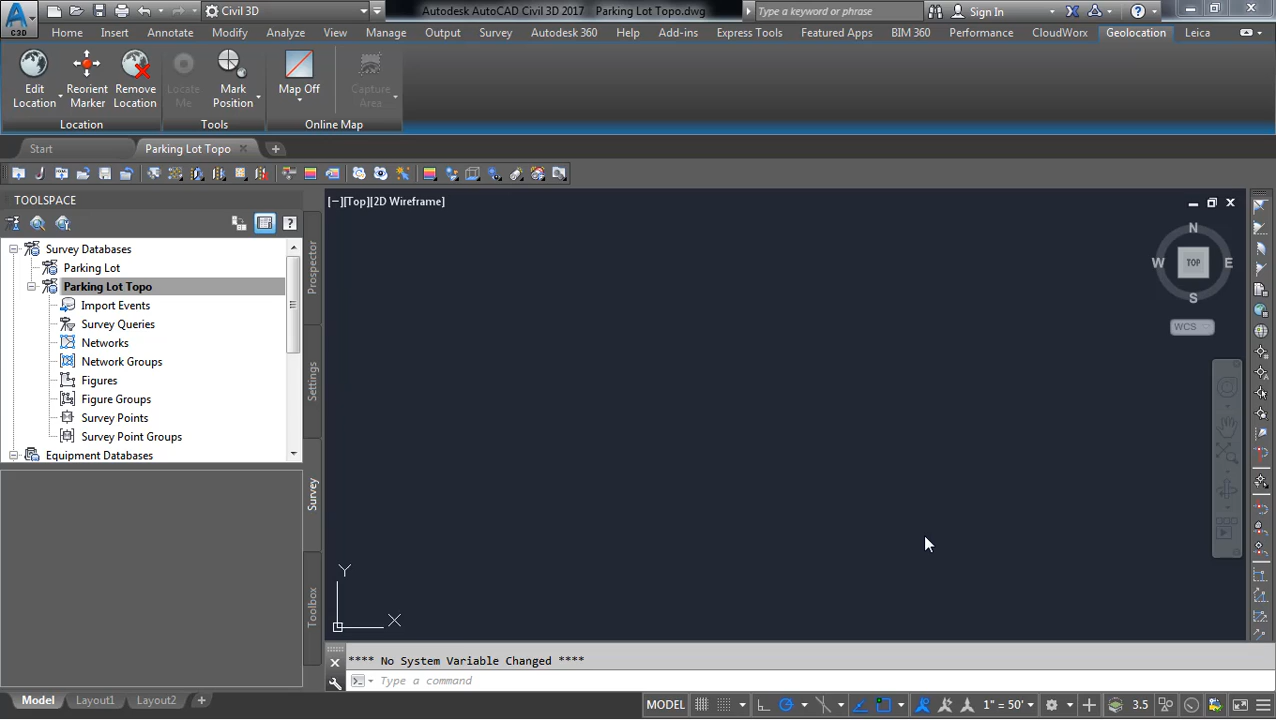 Civil 3D
Autodesk AutoCAD Civil 3D 2017 Parking Lot Topo.dwg
Type a keyword or phrase
Sign In
C3D
Home Insert Annotate Modify Analyze View Manage Output Survey Autodesk 360 Help Add-ins Express Tools Featured Apps BIM 360 Performance CloudWorx Geolocation Leica
Edit Location
Reorient Marker
Remove Location
Locate Me
Mark Position
Map Off
Capture Area...
Location
Tools
Online Map
Start
Parking Lot Topo
TOOLSPACE
[−][Top][2D Wireframe]
Survey Databases
Parking Lot
Parking Lot Topo
Import Events
Survey Queries
Networks
Network Groups
Figures
Figure Groups
Survey Points
Survey Point Groups
Equipment Databases
Prospector
Settings
Survey
Toolbox
N
W TOP E
S
WCS
Y
X
**** No System Variable Changed ****
Type a command
Model Layout1 Layout2
MODEL
1" = 50'
3.5